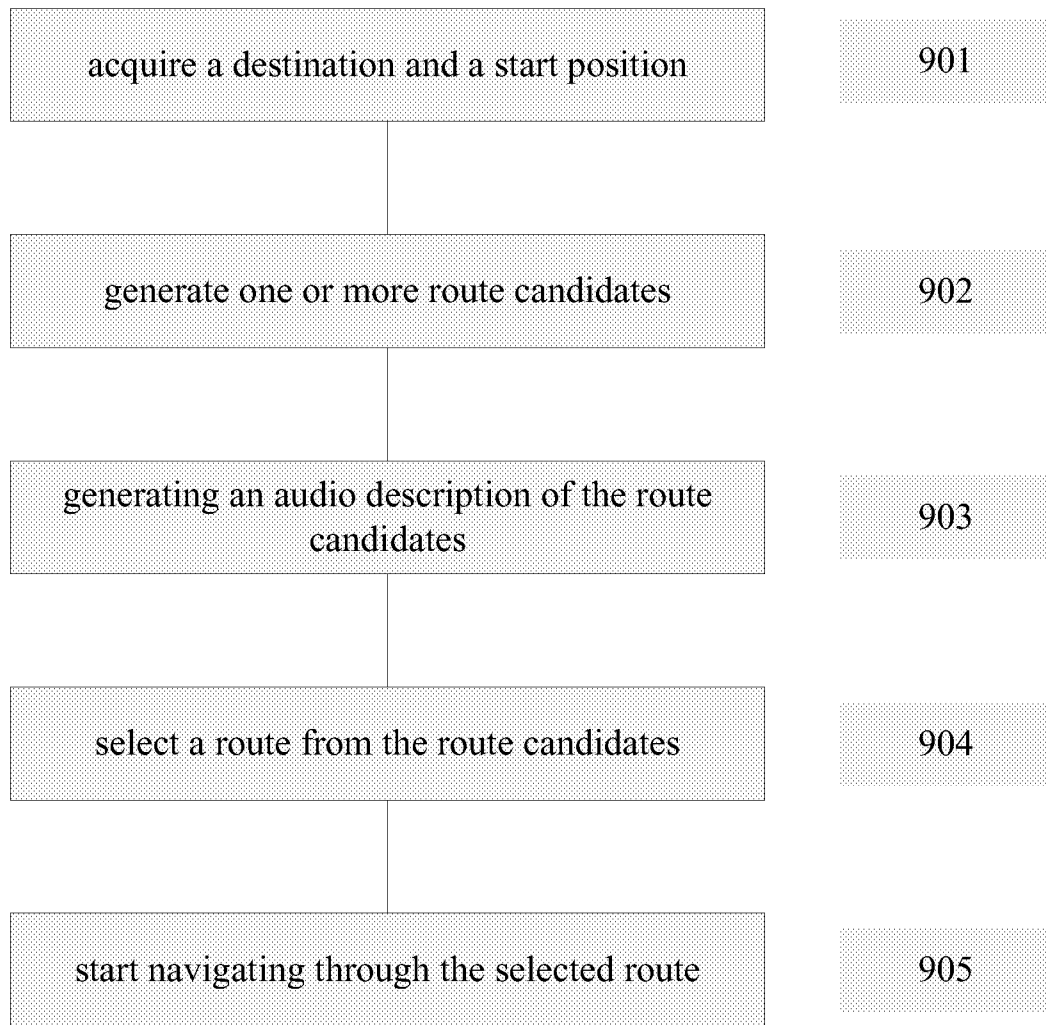 acquire a destination and a start position
901
generate one or more route candidates
902
generating an audio description of the route
candidates
903
select a route from the route candidates
904
start navigating through the selected route
905